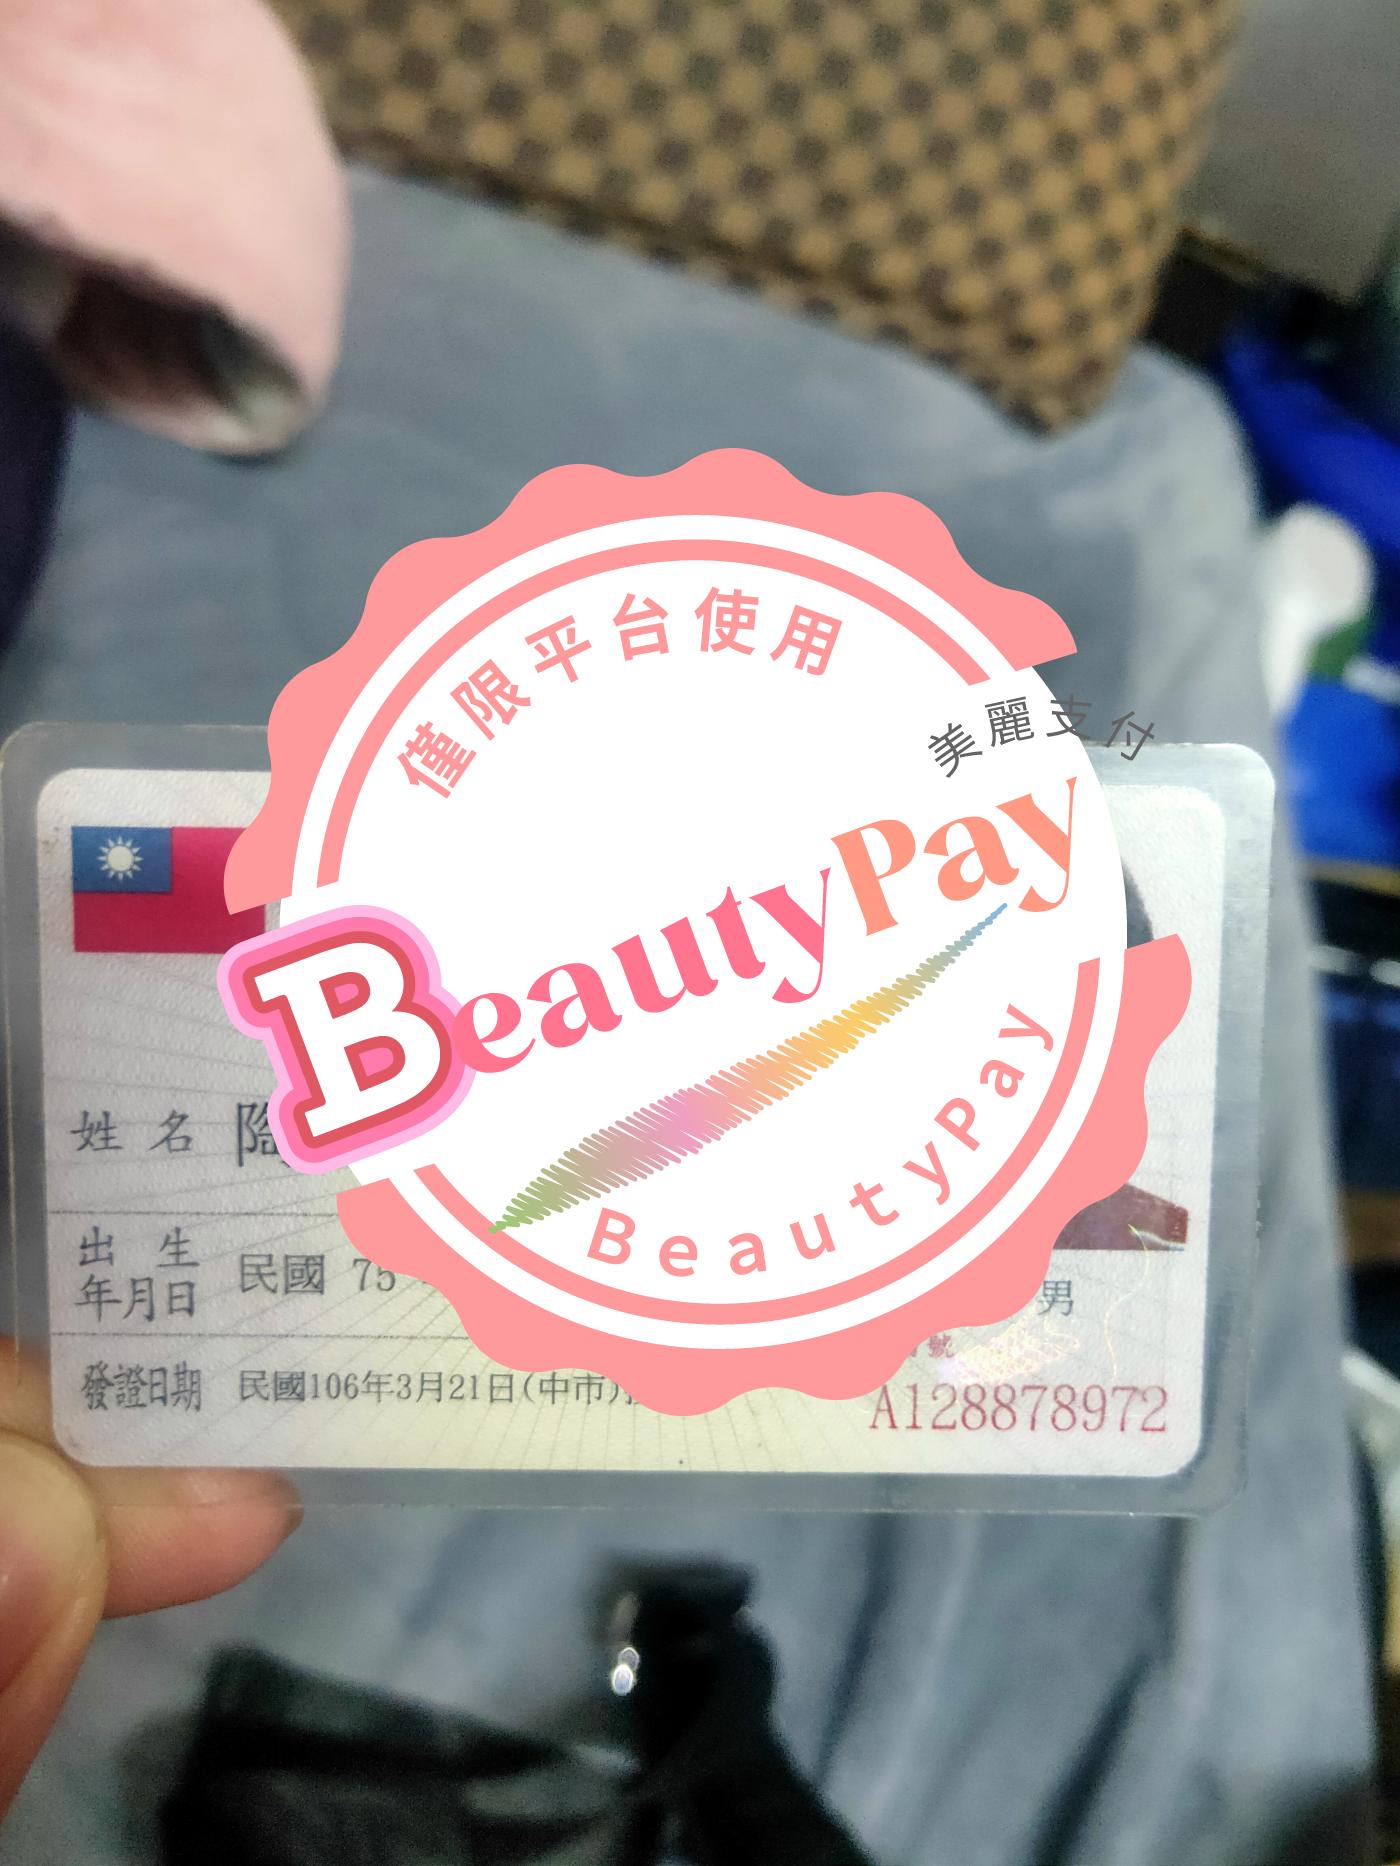 僅限平台使用
美麗支付
BeautyPay
BeautyPay
姓名 陶
出生年月日 民國 75
男
號
發證日期 民國106年3月21日(中市)
A128878972